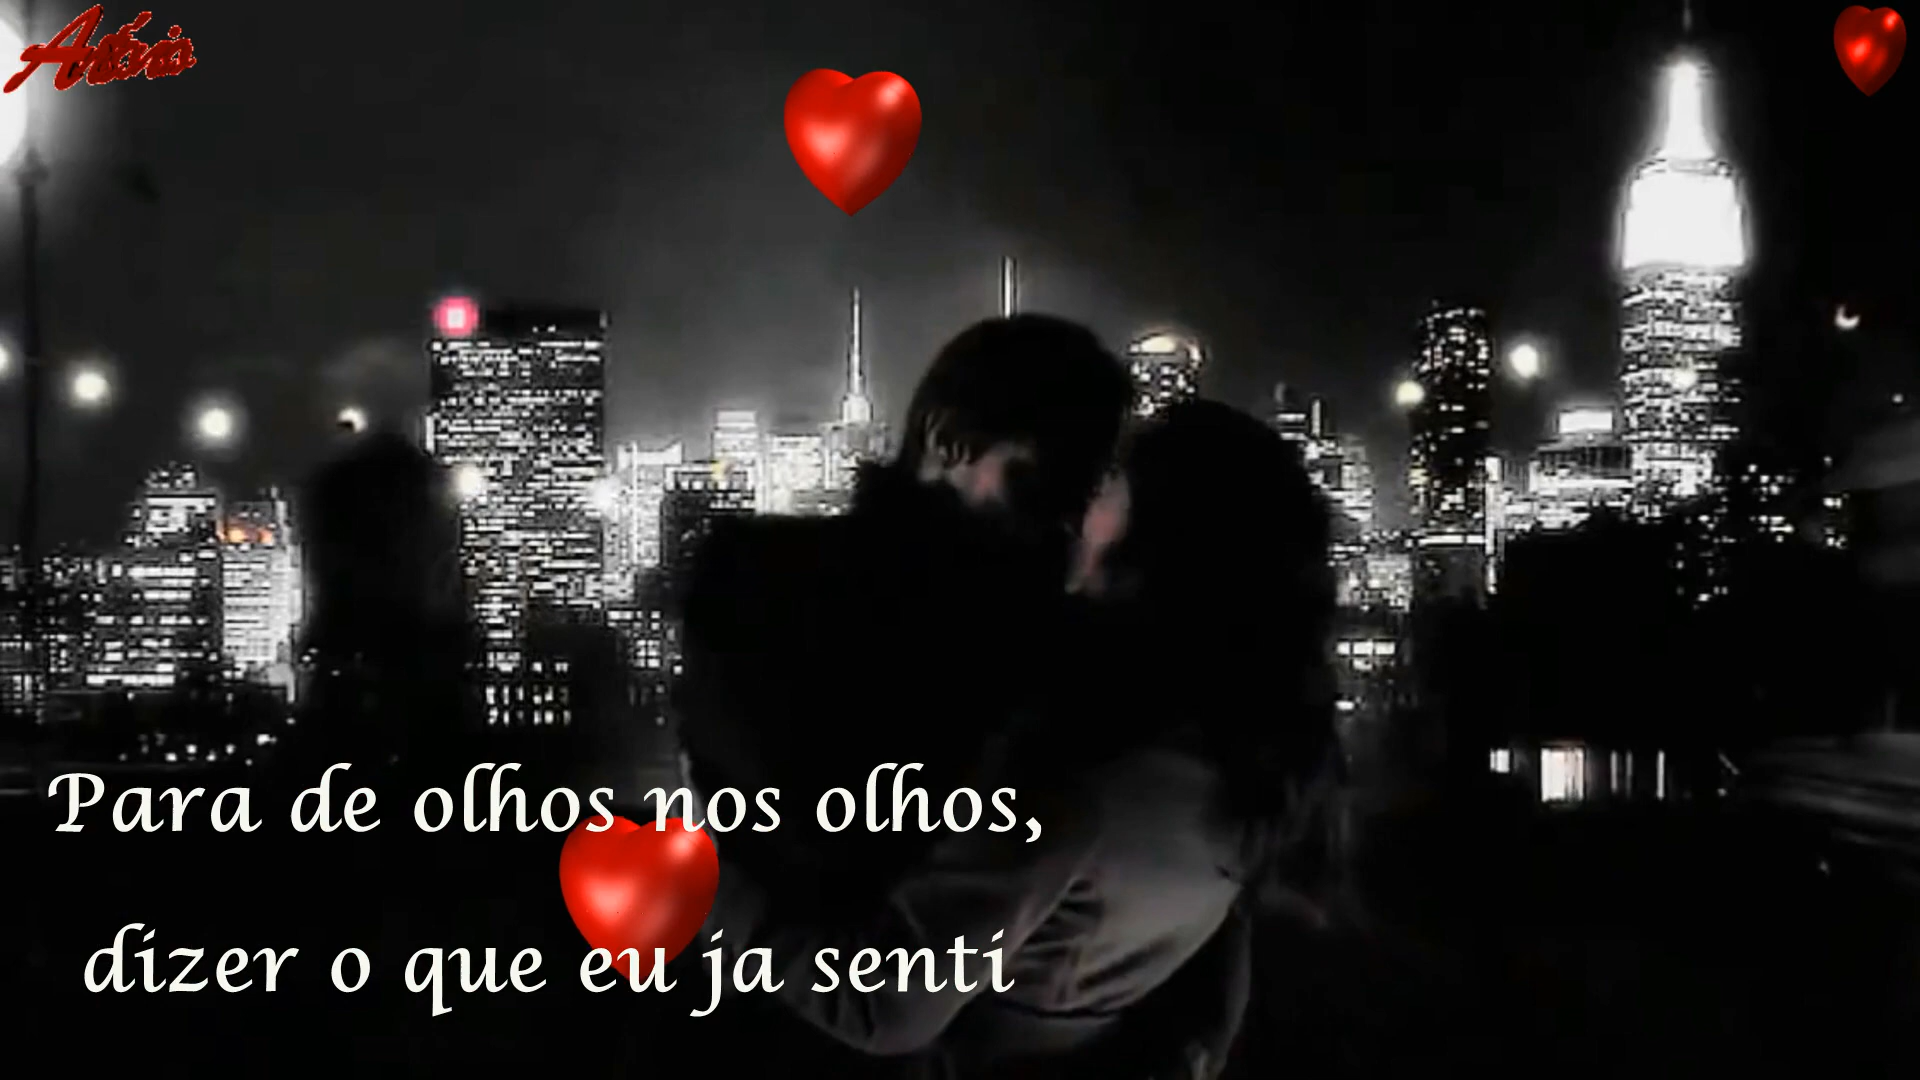 Para de olhos nos olhos,
dizer o que eu ja senti